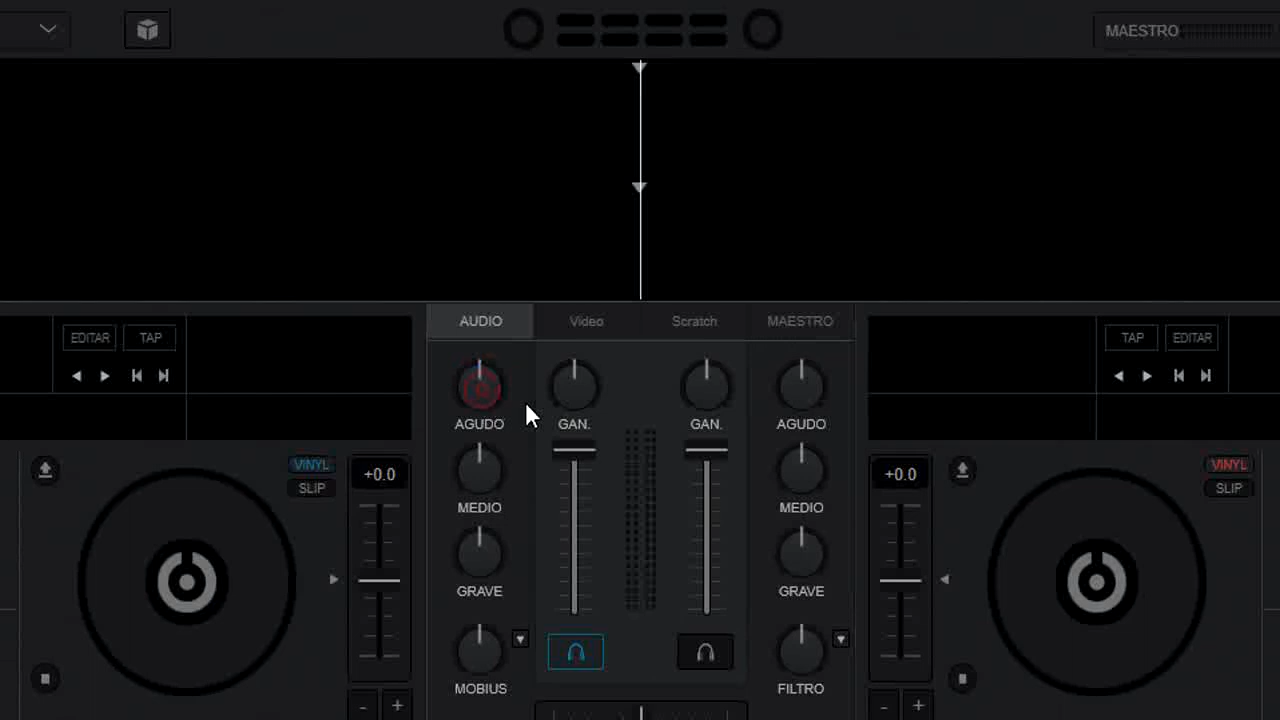 MAESTRO
AUDIO Video Scratch MAESTRO
EDITAR TAP
TAP EDITAR
AGUDO GAN. GAN. AGUDO
VINYL
SLIP
+0.0
+0.0
VINYL
SLIP
MEDIO MEDIO
GRAVE GRAVE
MOBIUS FILTRO
- +
- +